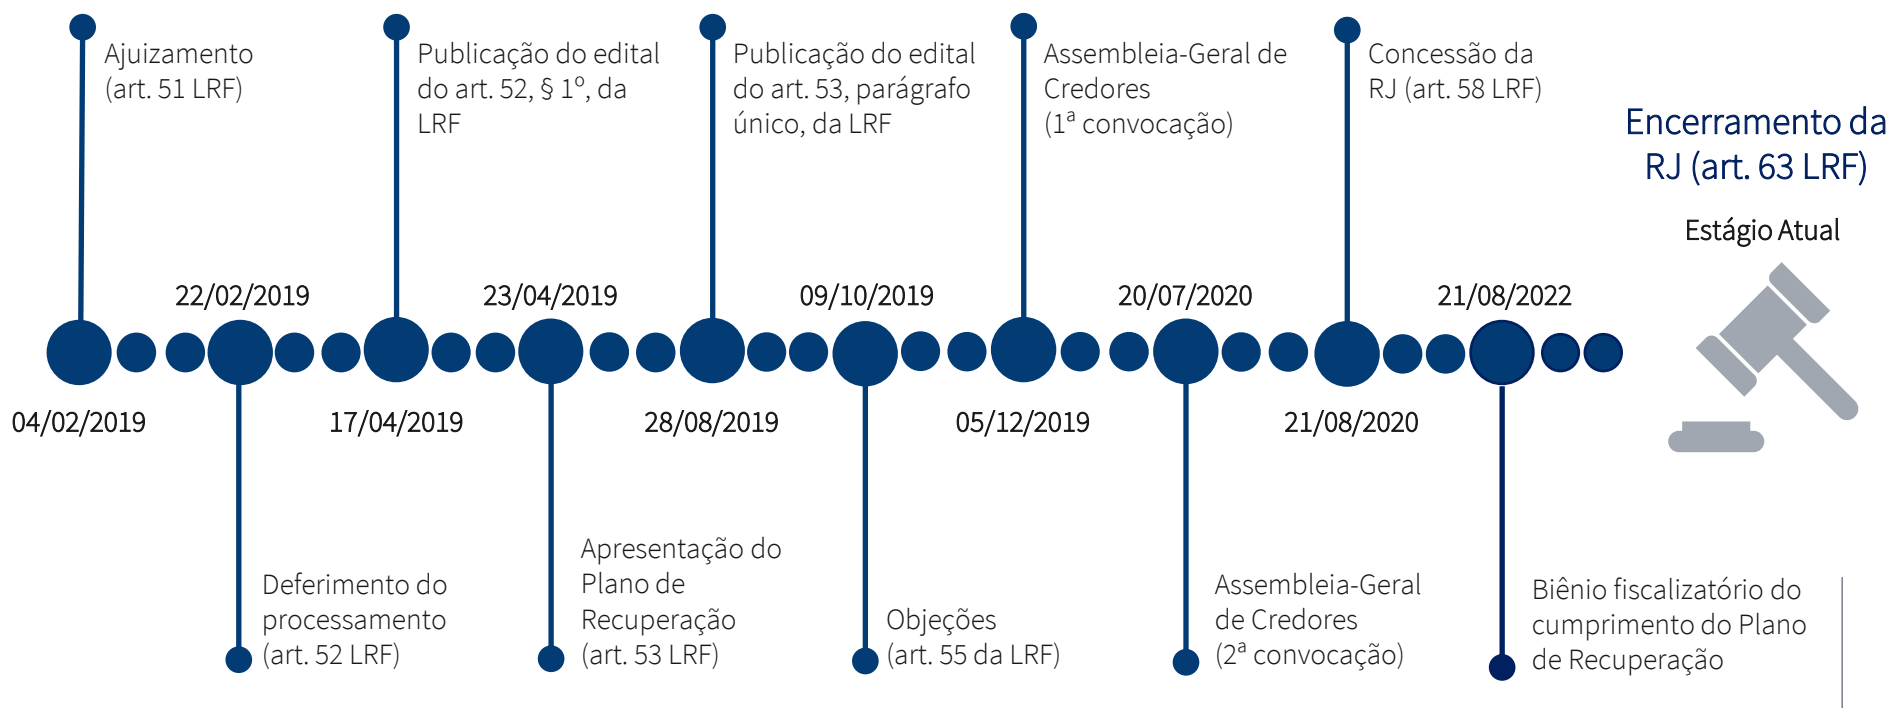 Ajuizamento
(art. 51 LRF)
Publicação do edital
do art. 52, § 1º, da
LRF
Publicação do edital
do art. 53, parágrafo
único, da LRF
Assembleia-Geral de
Credores
(1ª convocação)
Concessão da
RJ (art. 58 LRF)
Encerramento da
RJ (art. 63 LRF)
Estágio Atual
22/02/2019
23/04/2019
09/10/2019
20/07/2020
21/08/2022
04/02/2019
17/04/2019
28/08/2019
05/12/2019
21/08/2020
Deferimento do
processamento
(art. 52 LRF)
Apresentação do
Plano de
Recuperação
(art. 53 LRF)
Objeções
(art. 55 da LRF)
Assembleia-Geral
de Credores
(2ª convocação)
Biênio fiscalizatório do
cumprimento do Plano
de Recuperação